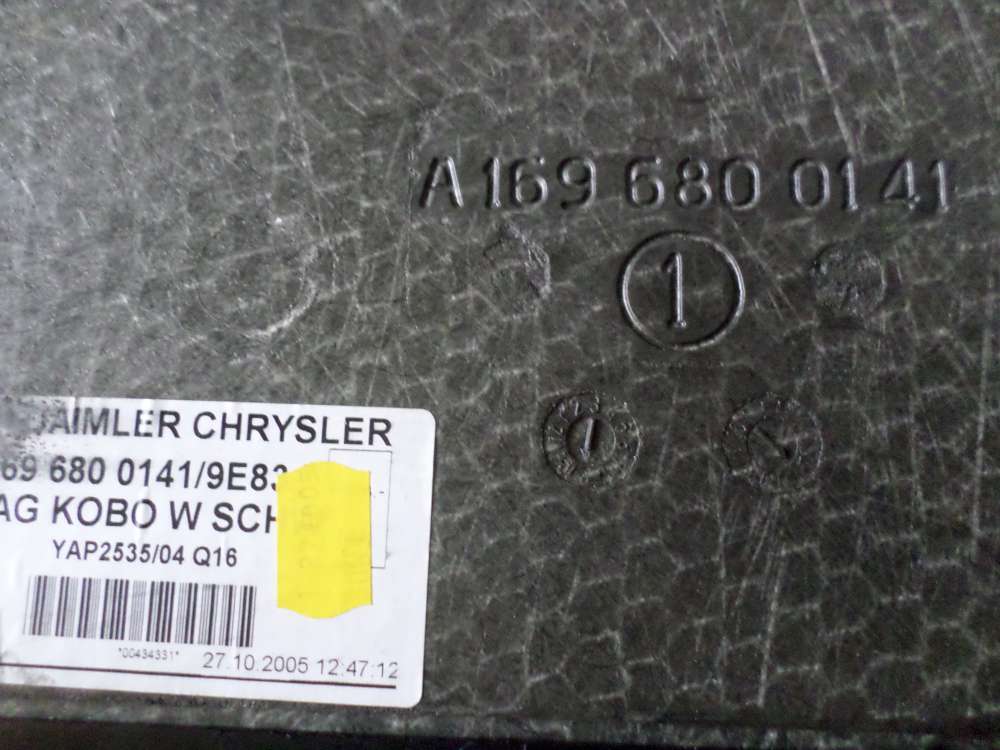 A 169 680 01 41
1
DAIMLER CHRYSLER
69 680 0141/9E83
AG KOBO W SCH
YAP2535/04 Q16
*00434331*
27.10.2005 12:47:12